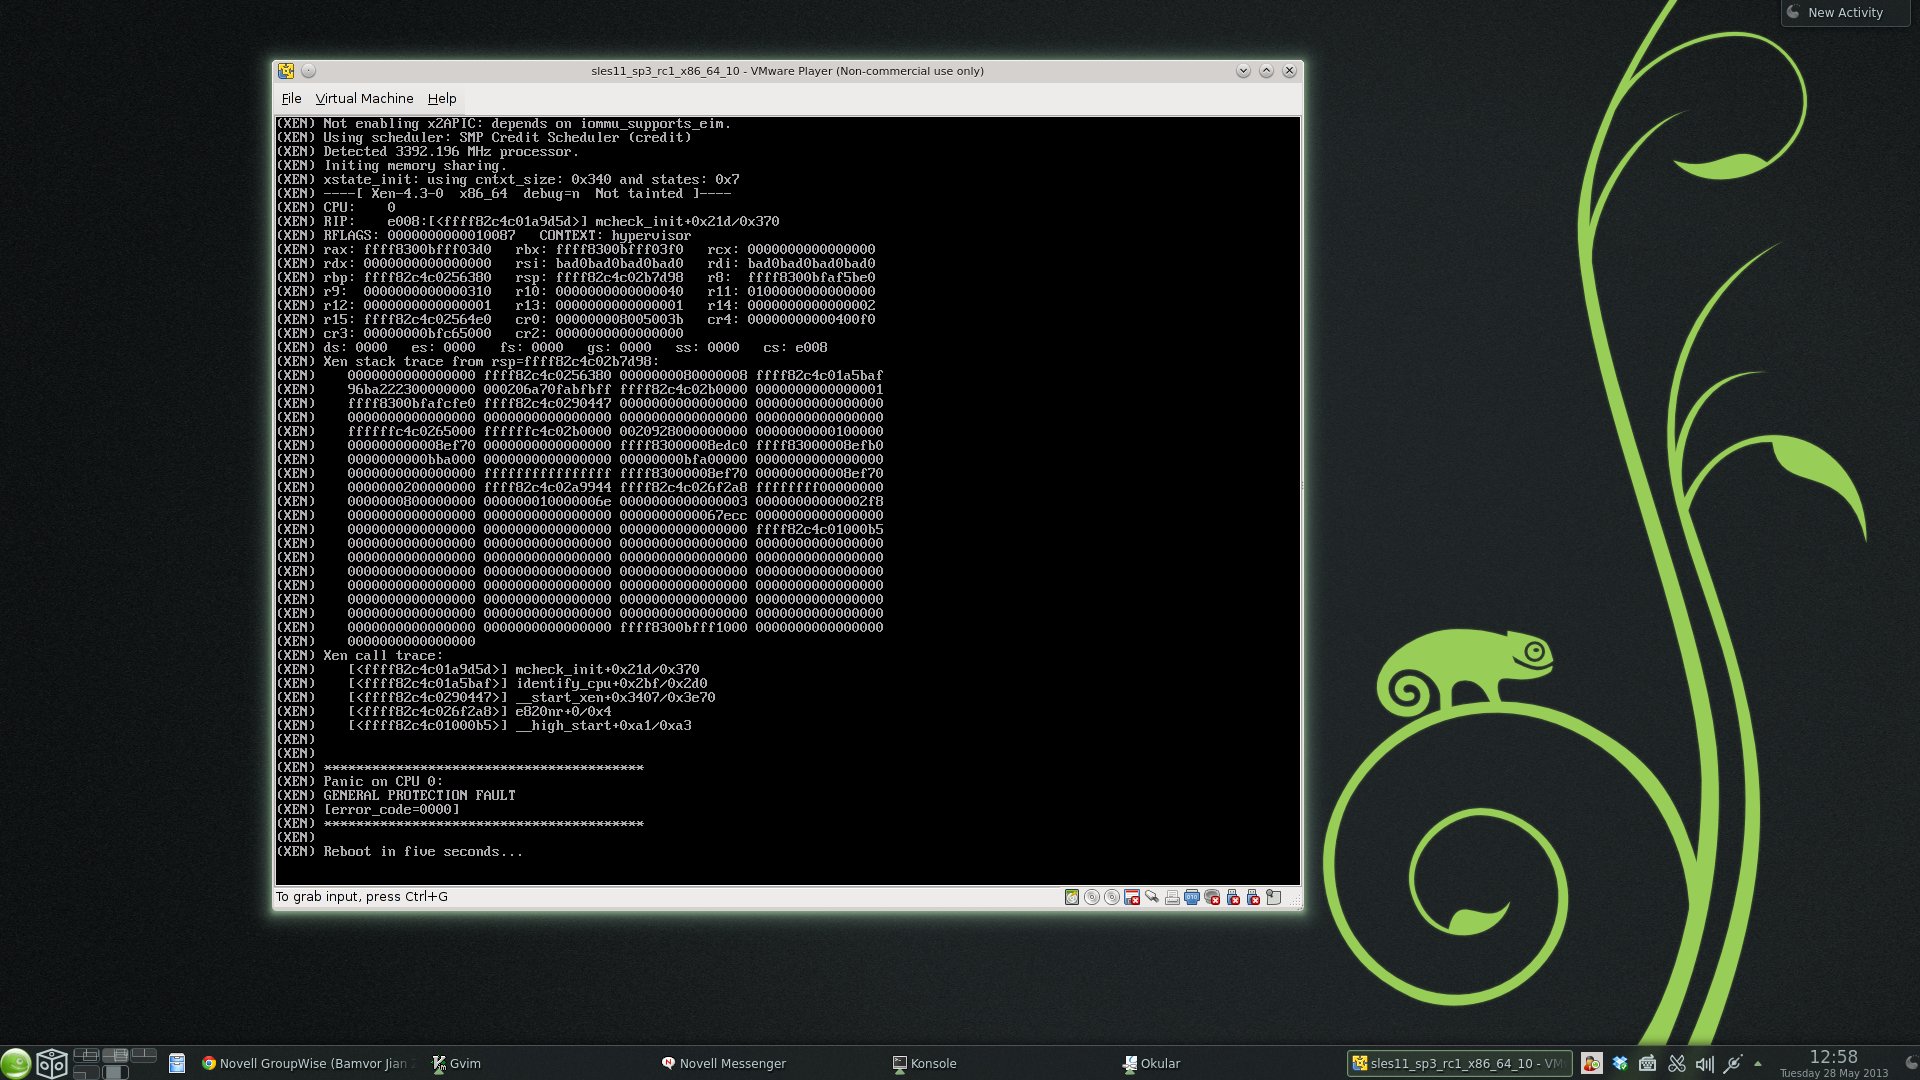 New Activity
sles11_sp3_rc1_x86_64_10 - VMware Player (Non-commercial use only)
File Virtual Machine Help
(XEN) Not enabling x2APIC: depends on iommu_supports_eim.
(XEN) Using scheduler: SMP Credit Scheduler (credit)
(XEN) Detected 3392.196 MHz processor.
(XEN) Initing memory sharing.
(XEN) xstate_init: using cntxt_size: 0x340 and states: 0x7
(XEN) ----[ Xen-4.3-0  x86_64  debug=n  Not tainted ]----
(XEN) CPU:    0
(XEN) RIP:    e008:[<ffff82c4c01a9d5d>] mcheck_init+0x21d/0x370
(XEN) RFLAGS: 0000000000010087   CONTEXT: hypervisor
(XEN) rax: ffff8300bfff03d0   rbx: ffff8300bfff03f0   rcx: 0000000000000000
(XEN) rdx: 0000000000000000   rsi: bad0bad0bad0bad0   rdi: bad0bad0bad0bad0
(XEN) rbp: ffff82c4c0256380   rsp: ffff82c4c02b7d98   r8:  ffff8300bfaf5be0
(XEN) r9:  0000000000000310   r10: 0000000000000040   r11: 0100000000000000
(XEN) r12: 0000000000000001   r13: 0000000000000001   r14: 0000000000000002
(XEN) r15: ffff82c4c02564e0   cr0: 000000008005003b   cr4: 00000000000400f0
(XEN) cr3: 00000000bfc65000   cr2: 0000000000000000
(XEN) ds: 0000   es: 0000   fs: 0000   gs: 0000   ss: 0000   cs: e008
(XEN) Xen stack trace from rsp=ffff82c4c02b7d98:
(XEN)    0000000000000000 ffff82c4c0256380 0000000080000008 ffff82c4c01a5baf
(XEN)    96ba222300000000 000206a70fabfbff ffff82c4c02b0000 0000000000000001
(XEN)    ffff8300bfafcfe0 ffff82c4c0290447 0000000000000000 0000000000000000
(XEN)    0000000000000000 0000000000000000 0000000000000000 0000000000000000
(XEN)    ffffffc4c0265000 ffffffc4c02b0000 0020928000000000 0000000000100000
(XEN)    000000000008ef70 0000000000000000 ffff83000008edc0 ffff83000008efb0
(XEN)    0000000000bba000 0000000000000000 00000000bfa00000 0000000000000000
(XEN)    0000000000000000 ffffffffffffffff ffff83000008ef70 000000000008ef70
(XEN)    0000000200000000 ffff82c4c02a9944 ffff82c4c026f2a8 ffffffff00000000
(XEN)    0000000800000000 000000010000006e 0000000000000003 00000000000002f8
(XEN)    0000000000000000 0000000000000000 0000000000067ecc 0000000000000000
(XEN)    0000000000000000 0000000000000000 0000000000000000 ffff82c4c01000b5
(XEN)    0000000000000000 0000000000000000 0000000000000000 0000000000000000
(XEN)    0000000000000000 0000000000000000 0000000000000000 0000000000000000
(XEN)    0000000000000000 0000000000000000 0000000000000000 0000000000000000
(XEN)    0000000000000000 0000000000000000 0000000000000000 0000000000000000
(XEN)    0000000000000000 0000000000000000 0000000000000000 0000000000000000
(XEN)    0000000000000000 0000000000000000 0000000000000000 0000000000000000
(XEN)    0000000000000000 0000000000000000 ffff8300bfff1000 0000000000000000
(XEN)    0000000000000000
(XEN) Xen call trace:
(XEN)    [<ffff82c4c01a9d5d>] mcheck_init+0x21d/0x370
(XEN)    [<ffff82c4c01a5baf>] identify_cpu+0x2bf/0x2d0
(XEN)    [<ffff82c4c0290447>] __start_xen+0x3407/0x3e70
(XEN)    [<ffff82c4c026f2a8>] e820nr+0/0x4
(XEN)    [<ffff82c4c01000b5>] __high_start+0xa1/0xa3
(XEN)
(XEN)
(XEN) ****************************************
(XEN) Panic on CPU 0:
(XEN) GENERAL PROTECTION FAULT
(XEN) [error_code=0000]
(XEN) ****************************************
(XEN)
(XEN) Reboot in five seconds...
To grab input, press Ctrl+G
Novell GroupWise (Bamvor Jian Gvim Novell Messenger Konsole Okular sles11_sp3_rc1_x86_64_10 - VM 12:58
Tuesday 28 May 2013